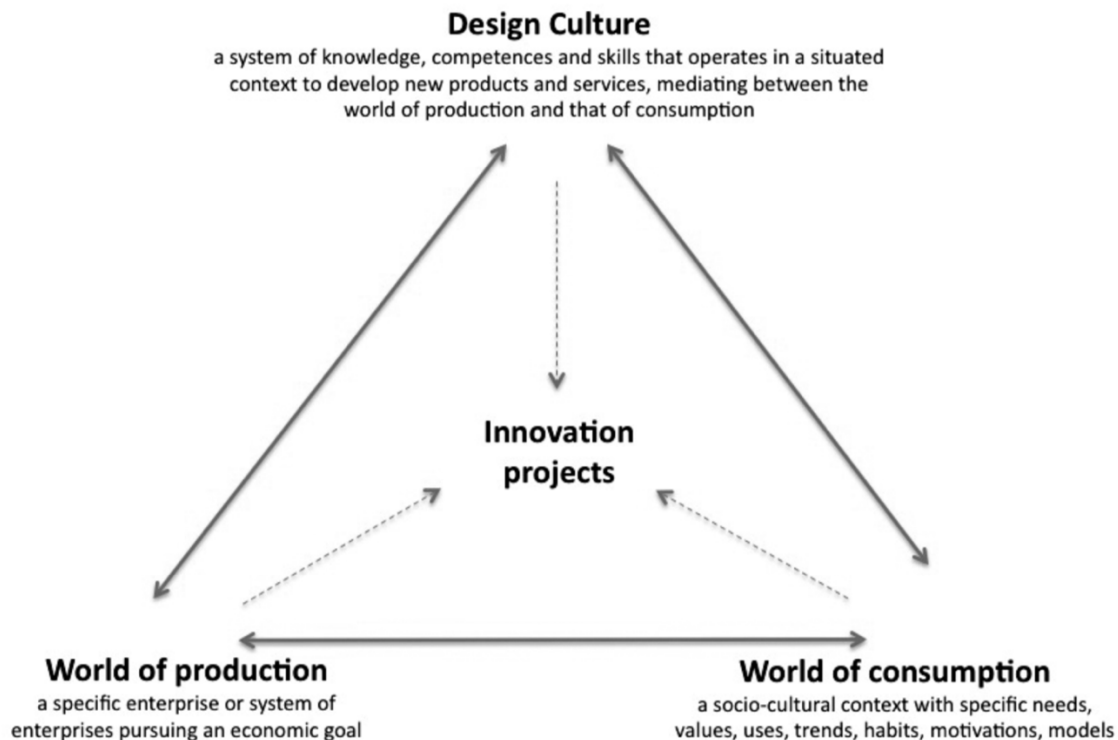 Design Culture
a system of knowledge, competences and skills that operates in a situated
context to develop new products and services, mediating between the
world of production and that of consumption
Innovation
projects
World of production
a specific enterprise or system of
enterprises pursuing an economic goal
World of consumption
a socio-cultural context with specific needs,
values, uses, trends, habits, motivations, models